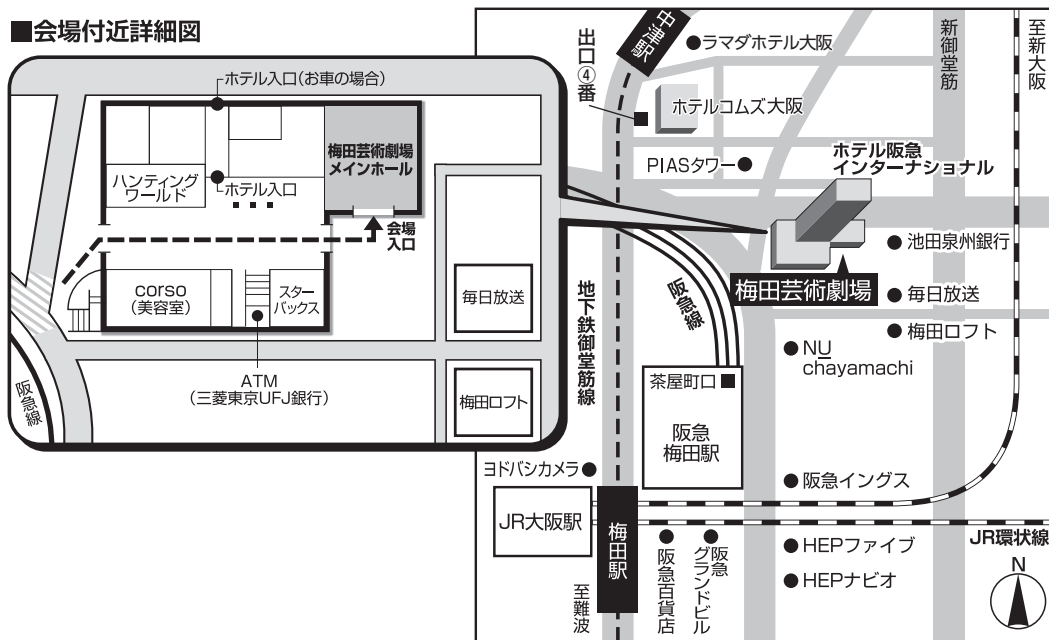 ■会場付近詳細図
ホテル入口(お車の場合)
梅田芸術劇場
メインホール
ハンティング
ワールド
ホテル入口
会場
入口
corso
(美容室)
スター
バックス
毎日放送
ATM
(三菱東京UFJ銀行)
梅田ロフト
阪急線
中津駅
出口④番
ラマダホテル大阪
新御堂筋
至新大阪
ホテルコムズ大阪
PIASタワー
ホテル阪急
インターナショナル
池田泉州銀行
梅田芸術劇場
毎日放送
梅田ロフト
地下鉄御堂筋線
阪急線
NU
chayamachi
茶屋町口
阪急
梅田駅
ヨドバシカメラ
阪急イングス
JR大阪駅
梅田駅
JR環状線
HEPファイブ
HEPナビオ
至難波
阪急百貨店
阪急
グランドビル
N